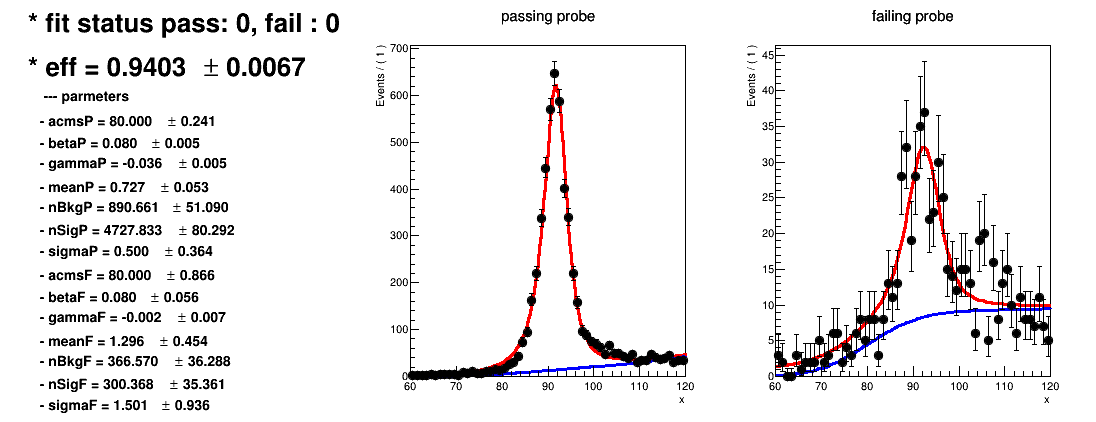 * fit status pass: 0, fail : 0
* eff = 0.9403 ± 0.0067
--- parmeters
- acmsP = 80.000 ± 0.241
- betaP = 0.080 ± 0.005
- gammaP = -0.036 ± 0.005
- meanP = 0.727 ± 0.053
- nBkgP = 890.661 ± 51.090
- nSigP = 4727.833 ± 80.292
- sigmaP = 0.500 ± 0.364
- acmsF = 80.000 ± 0.866
- betaF = 0.080 ± 0.056
- gammaF = -0.002 ± 0.007
- meanF = 1.296 ± 0.454
- nBkgF = 366.570 ± 36.288
- nSigF = 300.368 ± 35.361
- sigmaF = 1.501 ± 0.936
passing probe
Events / ( 1 )
700
600
500
400
300
200
100
0
60 70 80 90 100 110 120
x
failing probe
Events / ( 1 )
45
40
35
30
25
20
15
10
5
0
60 70 80 90 100 110 120
x